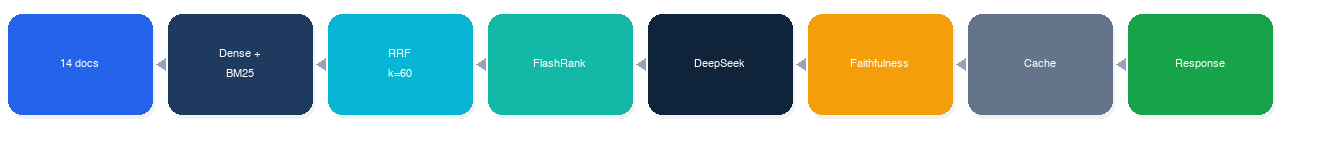 14 docs
Dense +
BM25
RRF
k=60
FlashRank
DeepSeek
Faithfulness
Cache
Response